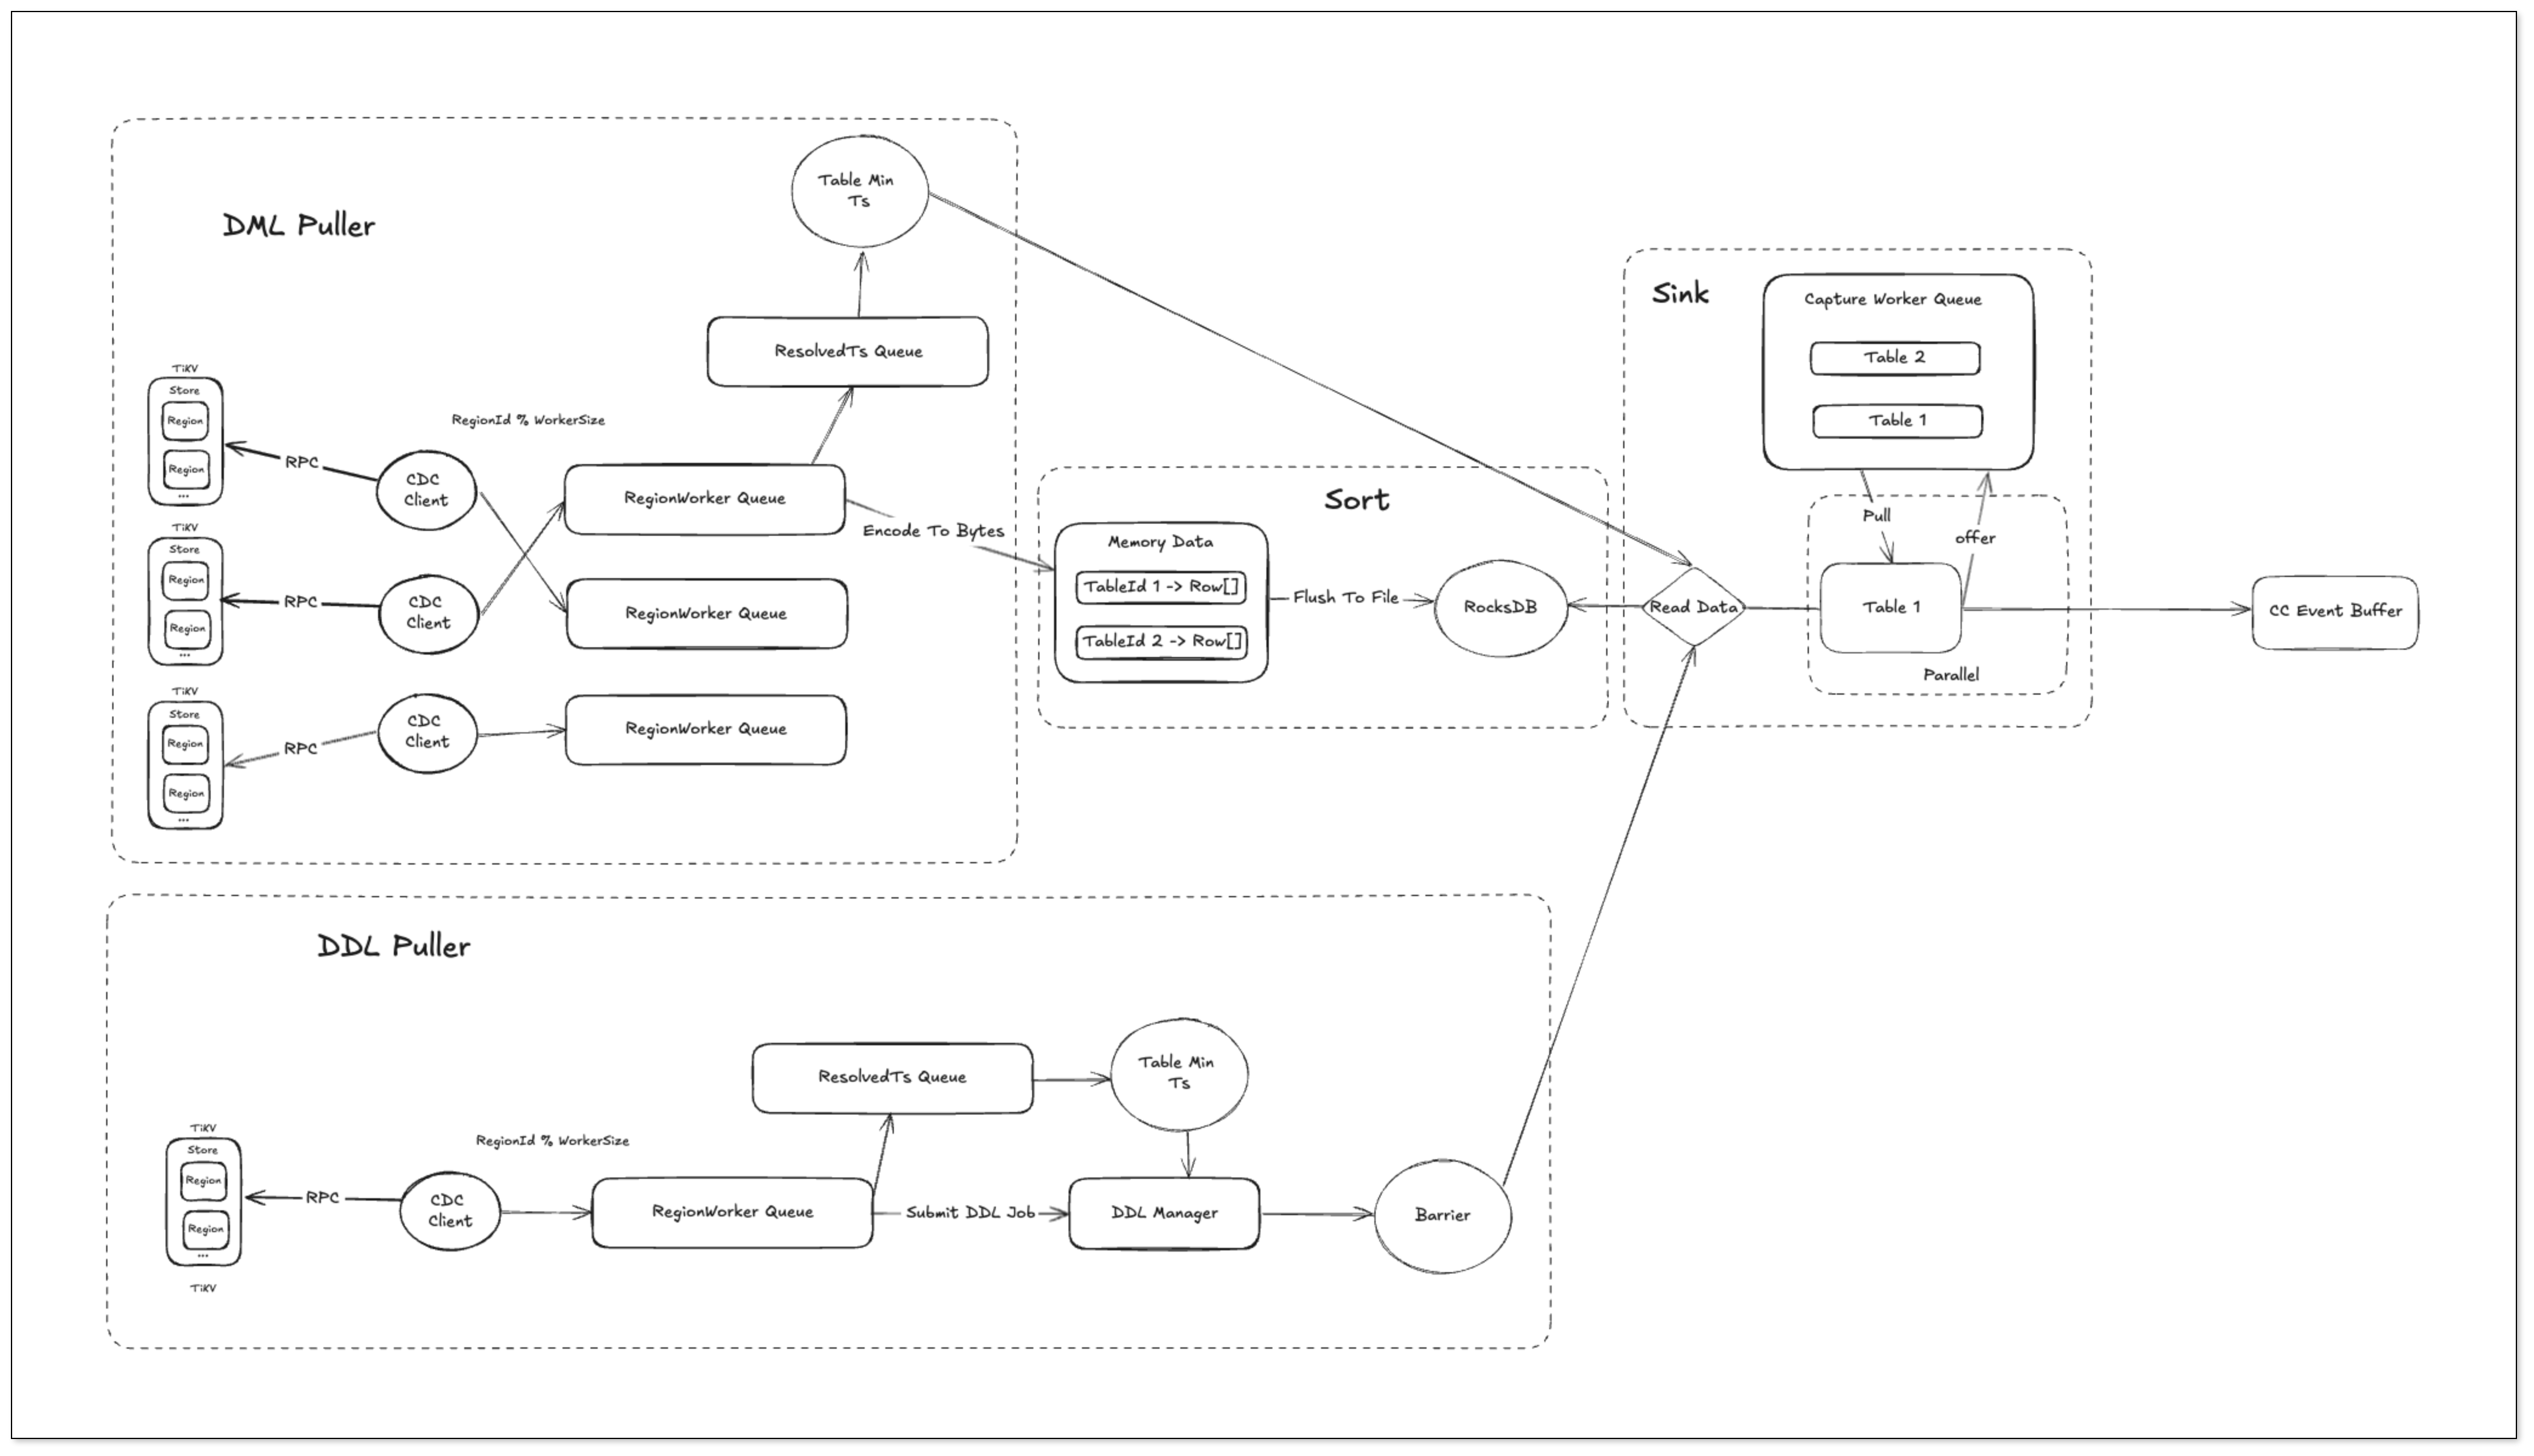 DML Puller
Table Min
Ts
ResolvedTs Queue
RegionId % WorkerSize
TiKV
Store
Region
Region
...
RPC
CDC
Client
RegionWorker Queue
Encode To Bytes
TiKV
Store
Region
Region
...
RPC
CDC
Client
RegionWorker Queue
TiKV
Store
Region
Region
...
RPC
CDC
Client
RegionWorker Queue
Sort
Memory Data
TableId 1 -> Row[]
TableId 2 -> Row[]
Flush To File
RocksDB
Sink
Capture Worker Queue
Table 2
Table 1
Pull
offer
Read Data
Table 1
Parallel
CC Event Buffer
DDL Puller
ResolvedTs Queue
Table Min
Ts
RegionId % WorkerSize
TiKV
Store
Region
Region
...
TiKV
RPC
CDC
Client
RegionWorker Queue
Submit DDL Job
DDL Manager
Barrier